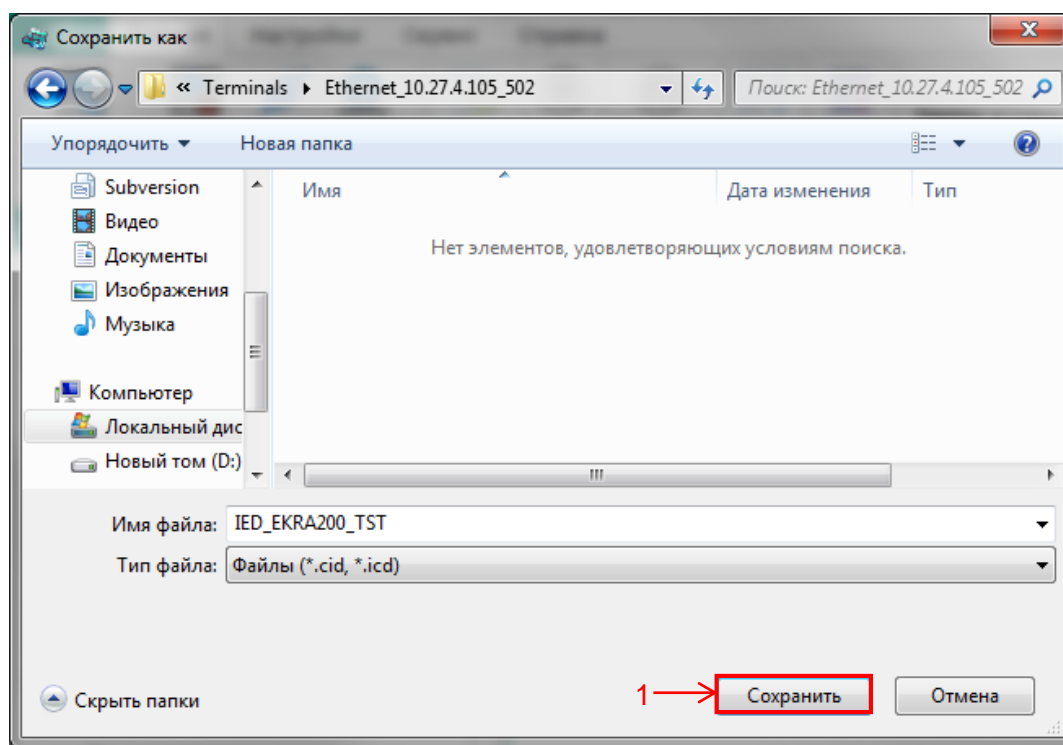 Сохранить как
« Terminals Ethernet_10.27.4.105_502 Поиск: Ethernet_10.27.4.105_502
Упорядочить Новая папка
Имя Дата изменения Тип
Нет элементов, удовлетворяющих условиям поиска.
Subversion
Видео
Документы
Изображения
Музыка
Компьютер
Локальный дис
Новый том (D:)
Имя файла: IED_EKRA200_TST
Тип файла: Файлы (*.cid, *.icd)
Скрыть папки 1 Сохранить Отмена